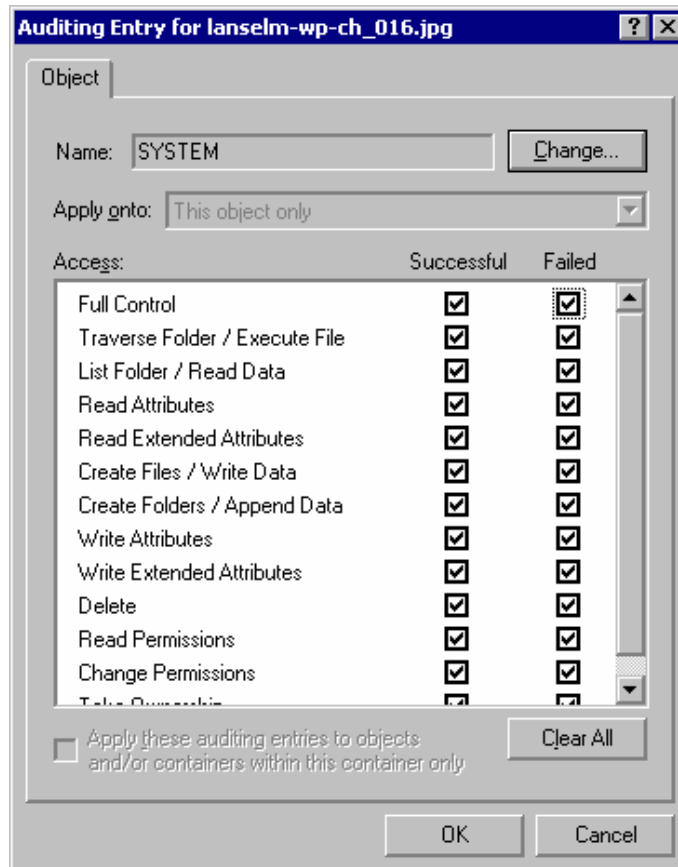 Auditing Entry for lanselm-wp-ch_016.jpg
Object
Name: SYSTEM Change...
Apply onto: This object only
Access: Successful Failed
Full Control
Traverse Folder / Execute File
List Folder / Read Data
Read Attributes
Read Extended Attributes
Create Files / Write Data
Create Folders / Append Data
Write Attributes
Write Extended Attributes
Delete
Read Permissions
Change Permissions
Take Ownership
Apply these auditing entries to objects
and/or containers within this container only
Clear All
OK Cancel